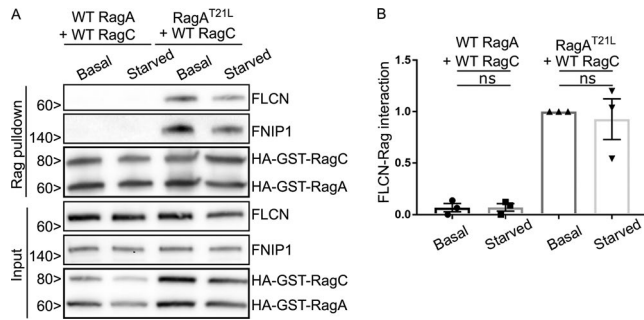 A
WT RagA
+ WT RagC
RagA^T21L
+ WT RagC
Basal
Starved
Basal
Starved
Rag pulldown
60>
FLCN
140>
FNIP1
80>
HA-GST-RagC
60>
HA-GST-RagA
Input
60>
FLCN
140>
FNIP1
80>
HA-GST-RagC
60>
HA-GST-RagA
B
WT RagA
+ WT RagC
RagA^T21L
+ WT RagC
ns
ns
FLCN-Rag interaction
1.5
1.0
0.5
0.0
Basal
Starved
Basal
Starved